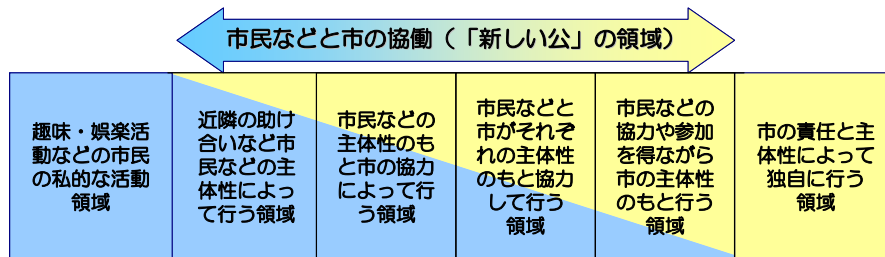 市民などと市の協働（「新しい公」の領域）
趣味・娯楽活
動などの市民
の私的な活動
領域
近隣の助け
合いなど市
民などの主
体性によっ
て行う領域
市民などの
主体性のも
と市の協力
によって行
う領域
市民などと
市がそれぞ
れの主体性
のもと協力
して行う
領域
市民などの
協力や参加
を得ながら
市の主体性
のもと行う
領域
市の責任と主
体性によって
独自に行う
領域